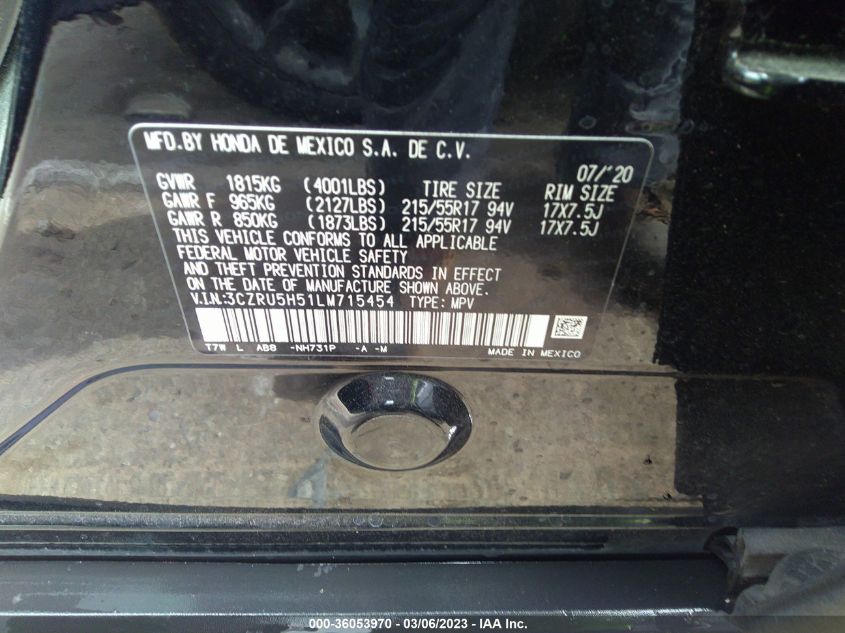 MFD.BY HONDA DE MEXICO S.A. DE C.V.
07/'20
GVWR 1815KG (4001LBS) TIRE SIZE RIM SIZE
GAWR F 965KG (2127LBS) 215/55R17 94V 17X7.5J
GAWR R 850KG (1873LBS) 215/55R17 94V 17X7.5J
THIS VEHICLE CONFORMS TO ALL APPLICABLE
FEDERAL MOTOR VEHICLE SAFETY
AND THEFT PREVENTION STANDARDS IN EFFECT
ON THE DATE OF MANUFACTURE SHOWN ABOVE.
V.I.N:3CZRU5H51LM715454 TYPE: MPV
T7W L AB8 -NH731P -A -M MADE IN MEXICO
000-36053970 - 03/06/2023 - IAA Inc.